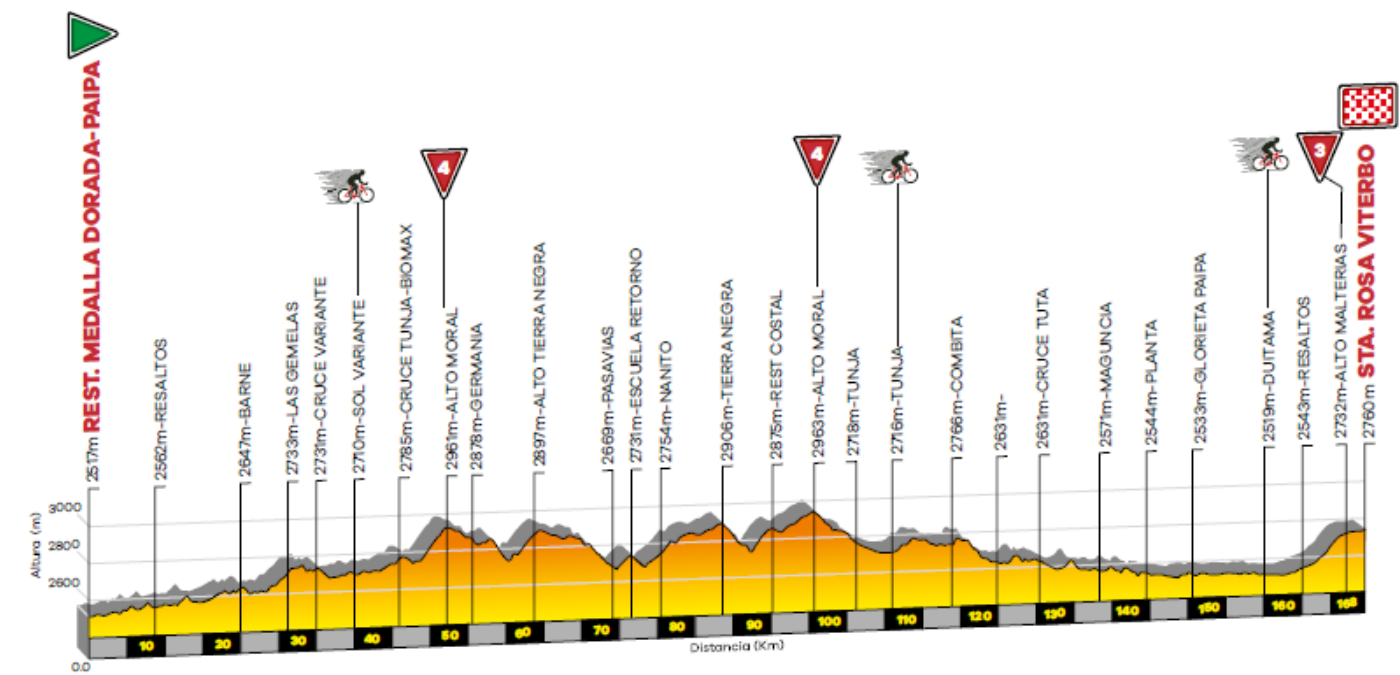 2517m REST. MEDALLA DORADA-PAIPA
2562m-RESALTOS
2647m-BARNE
2733m-LAS GEMELAS
2731m-CRUCE VARIANTE
2710m-SOL VARIANTE
2785m-CRUCE TUNJA-BIOMAX
4
2961m-ALTO MORAL
2878m-GERMANIA
2897m-ALTO TIERRA NEGRA
2669m-PASAVIAS
2731m-ESCUELA RETORNO
2754m-NANITO
2906m-TIERRA NEGRA
2875m-REST COSTAL
4
2963m-ALTO MORAL
2718m-TUNJA
2716m-TUNJA
2766m-COMBITA
2631m-
2631m-CRUCE TUTA
2571m-MAGUNCIA
2544m-PLANTA
2533m-GLORIETA PAIPA
2519m-DUITAMA
2543m-RESALTOS
3
2732m-ALTO MALTERIAS
2760m STA. ROSA VITERBO
Altura (m)
3000
2800
2600
0.0
10 20 30 40 50 60 70 80 90 100 110 120 130 140 150 160 168
Distancia (Km)